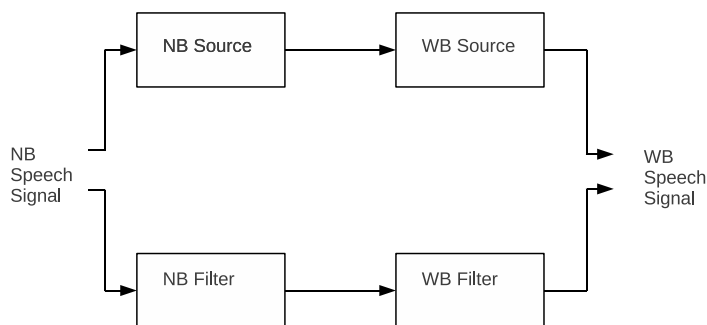 NB Source
WB Source
NB
Speech
Signal
WB
Speech
Signal
NB Filter
WB Filter